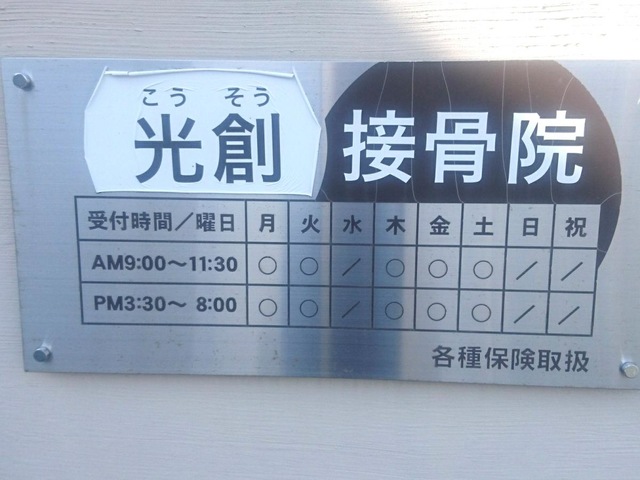 こう そう
光創 接骨院
受付時間／曜日 月 火 水 木 金 土 日 祝
AM9:00～11:30 ○ ○ ／ ○ ○ ○ ／ ／
PM3:30～ 8:00 ○ ○ ／ ○ ○ ○ ／ ／
各種保険取扱